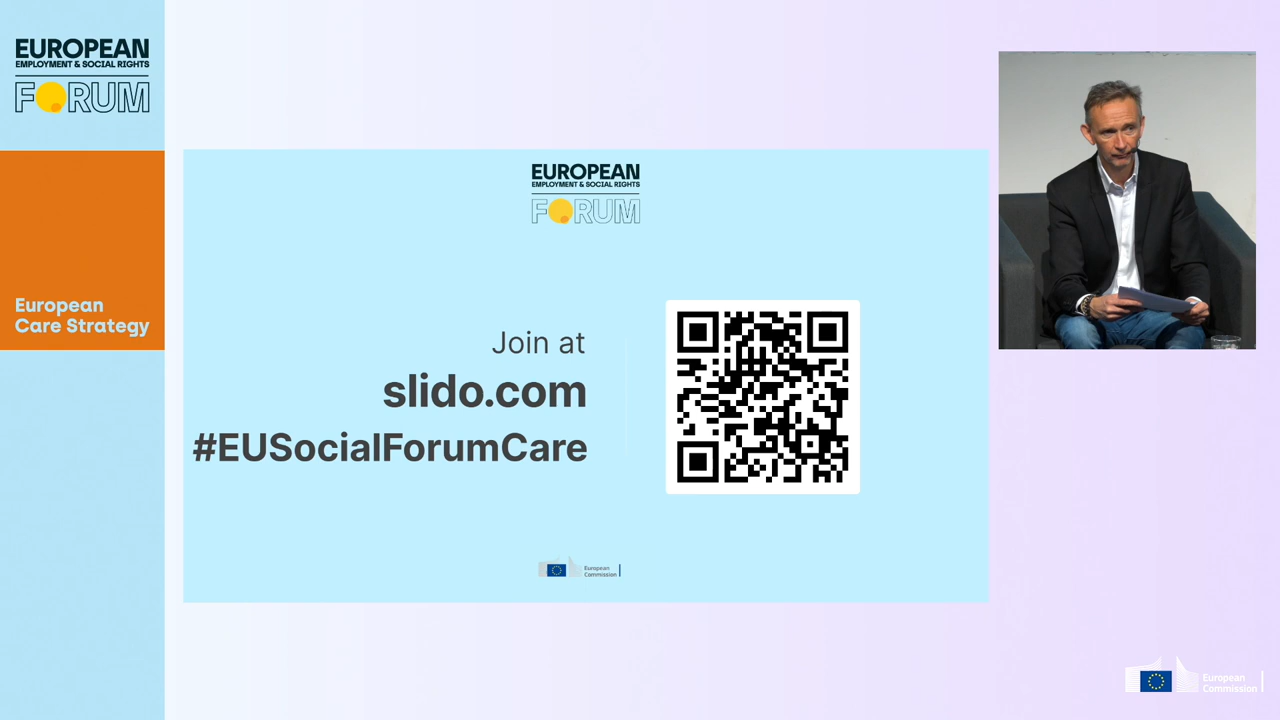 EUROPEAN
EMPLOYMENT & SOCIAL RIGHTS
FORUM
European
Care Strategy
EUROPEAN
EMPLOYMENT & SOCIAL RIGHTS
FORUM
Join at
slido.com
#EUSocialForumCare
European
Commission
European
Commission